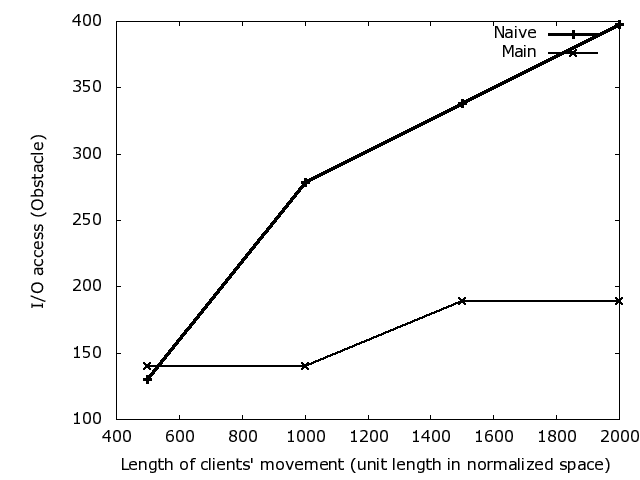 400
350
300
250
200
150
100
400 600 800 1000 1200 1400 1600 1800 2000
I/O access (Obstacle)
Length of clients' movement (unit length in normalized space)
Naive
Main